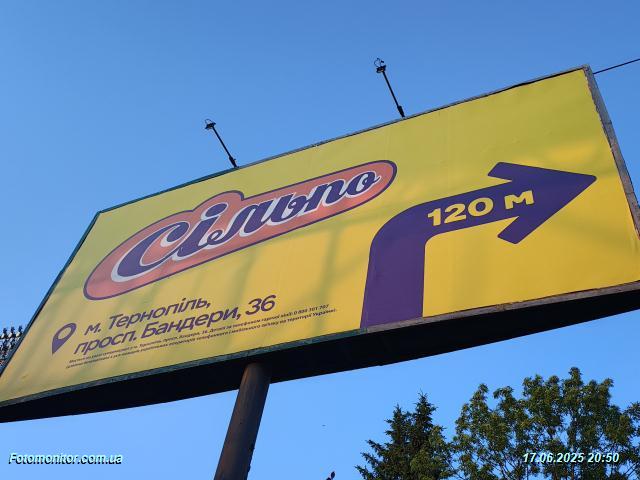 Сільпо
120 м
м. Тернопіль,
просп. Бандери, 36
Fotomonitor.com.ua
17.06.2025 20:50